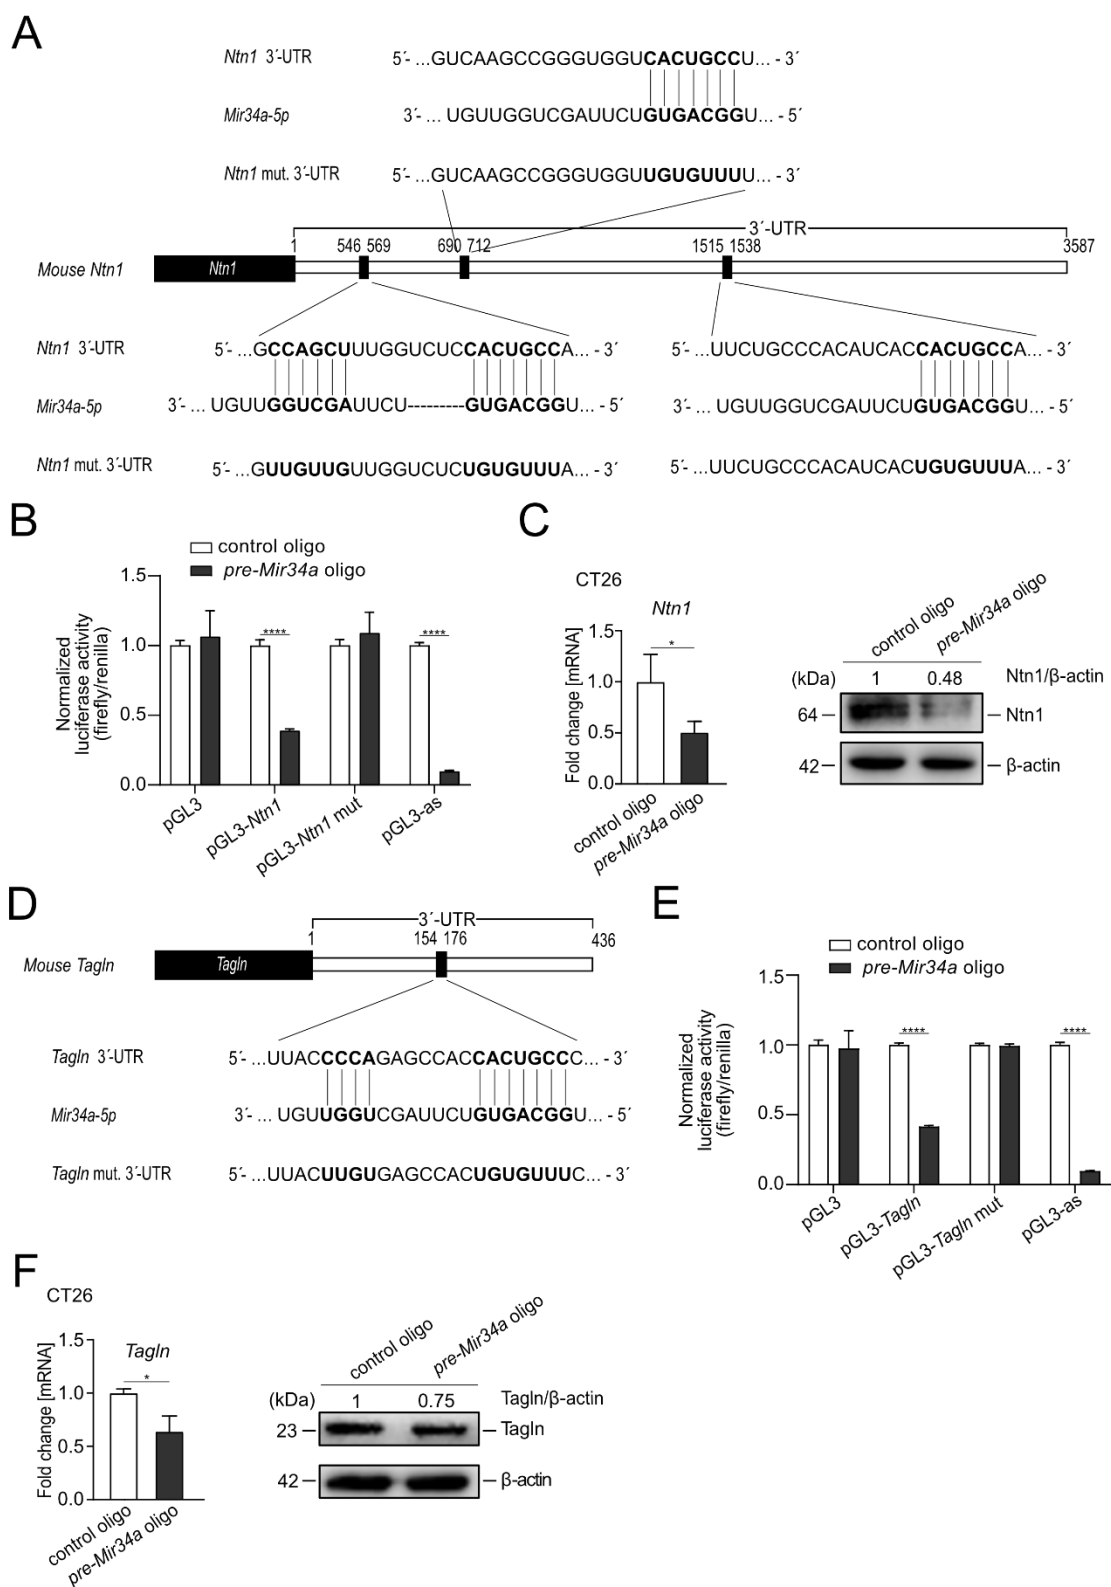 A
Ntn1 3´-UTR 5´- ...GUCAAGCCGGGUGGUCACUGCCU... - 3´
Mir34a-5p 3´- ... UGUUGGUCGAUUCUGUGACGGU... - 5´
Ntn1 mut. 3´-UTR 5´- ...GUCAAGCCGGGUGGUUGUGUUUU... - 3´
3´-UTR
1 546 569 690 712 1515 1538 3587
Mouse Ntn1 Ntn1
Ntn1 3´-UTR 5´- ...GCCAGCUUUGGUCUCCACUGCCA... - 3´ 5´- ...UUCUGCCCACAUCACCACUGCCA... - 3´
Mir34a-5p 3´- ... UGUUGGUCGAUUCU---------GUGACGGU... - 5´ 3´- ... UGUUGGUCGAUUCUGUGACGGU... - 5´
Ntn1 mut. 3´-UTR 5´- ...GUUGUUGUUGGUCUCUGUGUUUA... - 3´ 5´- ...UUCUGCCCACAUCACUGUGUUUA... - 3´
B
control oligo
pre-Mir34a oligo
Normalized
luciferase activity
(firefly/renilla)
1.5
1.0
0.5
0.0
****
****
pGL3
pGL3-Ntn1
pGL3-Ntn1 mut
pGL3-as
C
CT26
Ntn1
Fold change [mRNA]
1.5
1.0
0.5
0.0
*
control oligo
pre-Mir34a oligo
control oligo
pre-Mir34a oligo
(kDa) 1 0.48 Ntn1/β-actin
64 Ntn1
42 β-actin
D
3´-UTR
1 154 176 436
Mouse Tagln Tagln
Tagln 3´-UTR 5´- ...UUACCCCAGAGCCACCACUGCCC... - 3´
Mir34a-5p 3´- ... UGUUGGUCGAUUCUGUGACGGU... - 5´
Tagln mut. 3´-UTR 5´- ...UUACUUGUGAGCCACUGUGUUUC... - 3´
E
control oligo
pre-Mir34a oligo
Normalized
luciferase activity
(firefly/renilla)
1.5
1.0
0.5
0.0
****
****
pGL3
pGL3-Tagln
pGL3-Tagln mut
pGL3-as
F
CT26
Tagln
Fold change [mRNA]
1.5
1.0
0.5
0.0
*
control oligo
pre-Mir34a oligo
control oligo
pre-Mir34a oligo
(kDa) 1 0.75 Tagln/β-actin
23 Tagln
42 β-actin